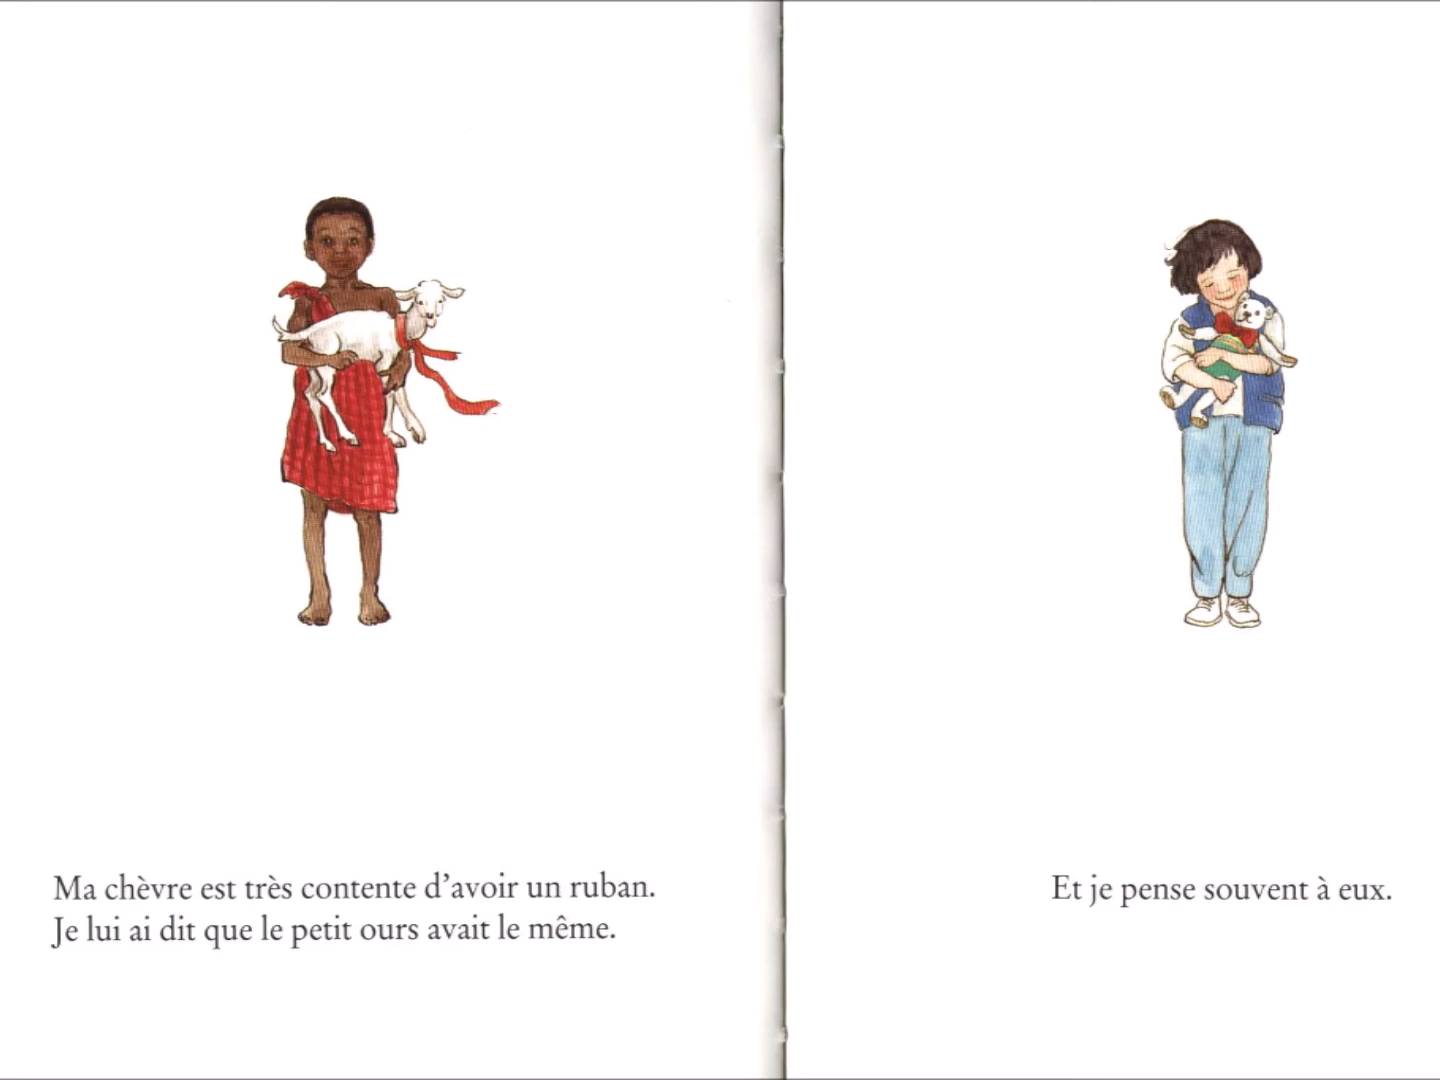 Ma chèvre est très contente d’avoir un ruban.
Je lui ai dit que le petit ours avait le même.
Et je pense souvent à eux.